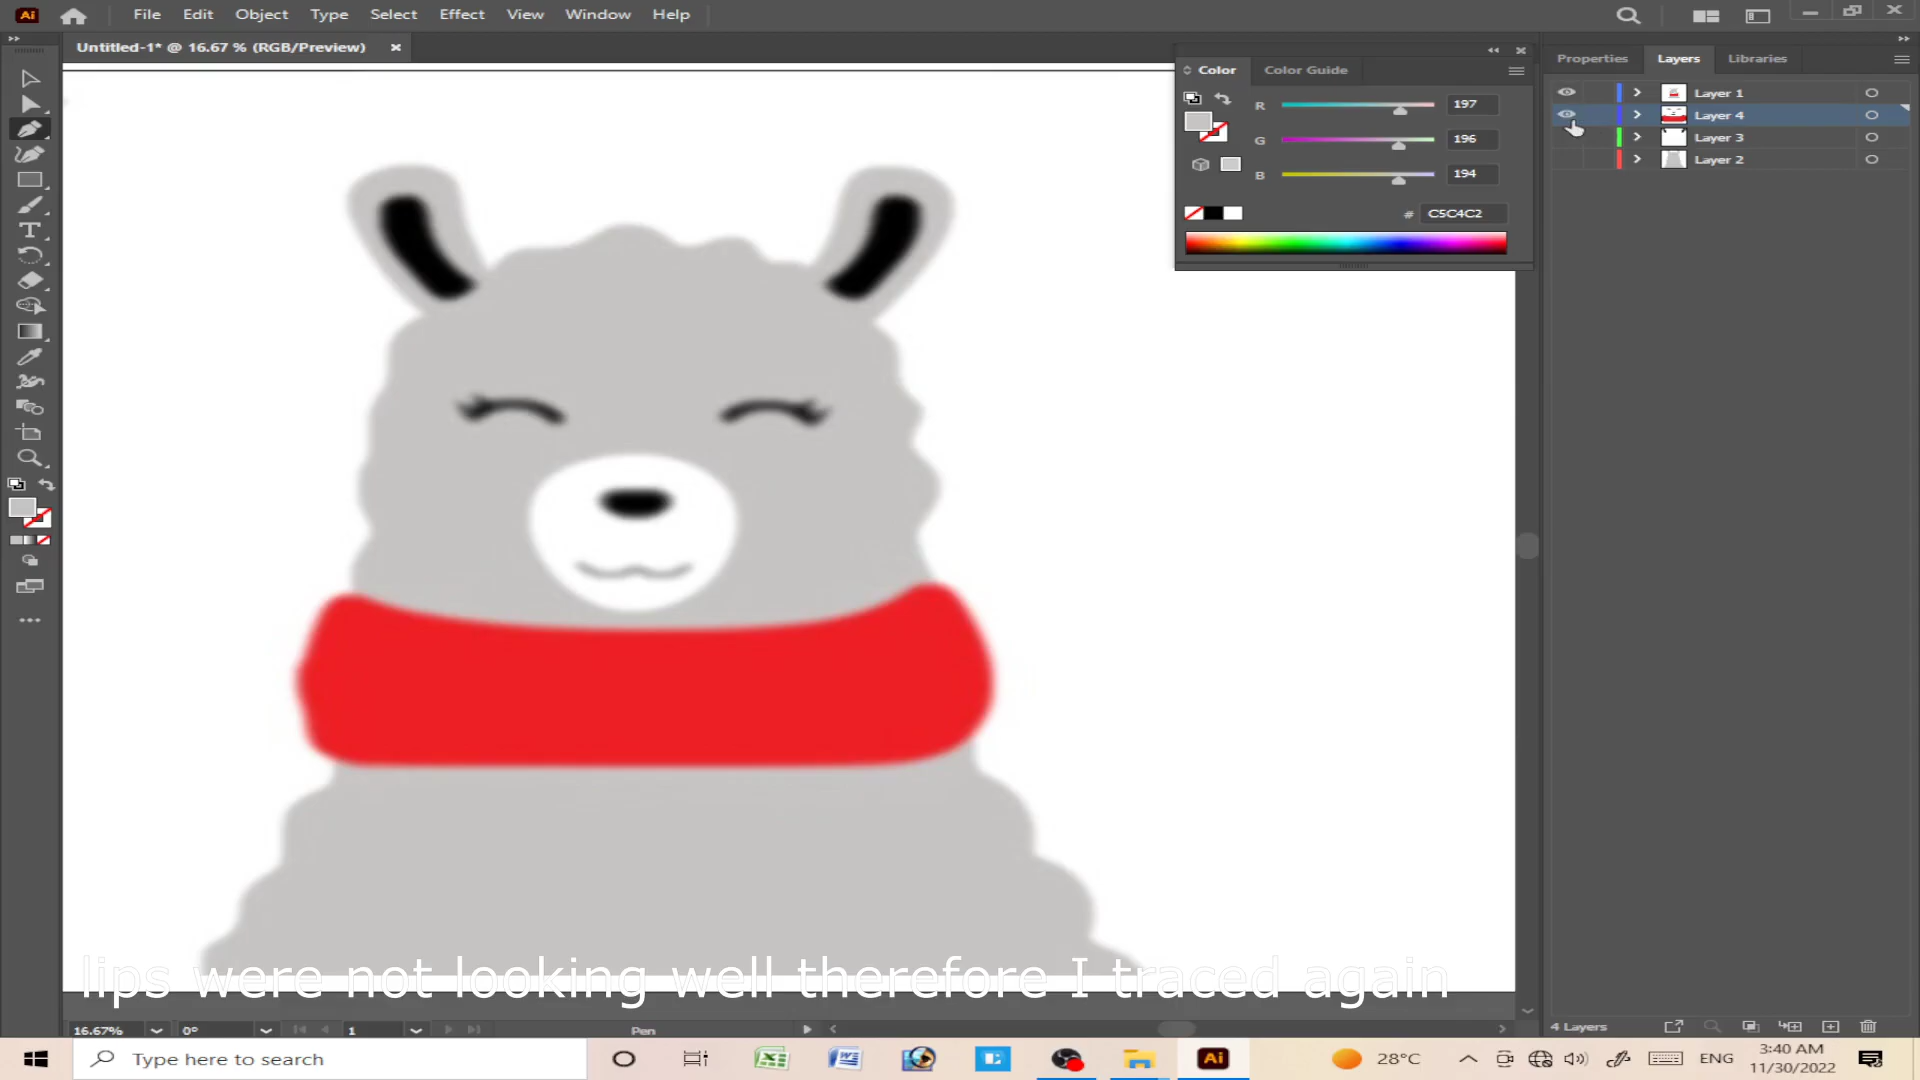 Ai File Edit Object Type Select Effect View Window Help
Untitled-1* @ 16.67 % (RGB/Preview)
Color Color Guide
R 197
G 196
B 194
# C5C4C2
Properties Layers Libraries
Layer 1
Layer 4
Layer 3
Layer 2
lips were not looking well therefore I traced again
16.67% 0° 1 Pen
4 Layers
Type here to search
Ai
28°C
ENG
3:40 AM
11/30/2022